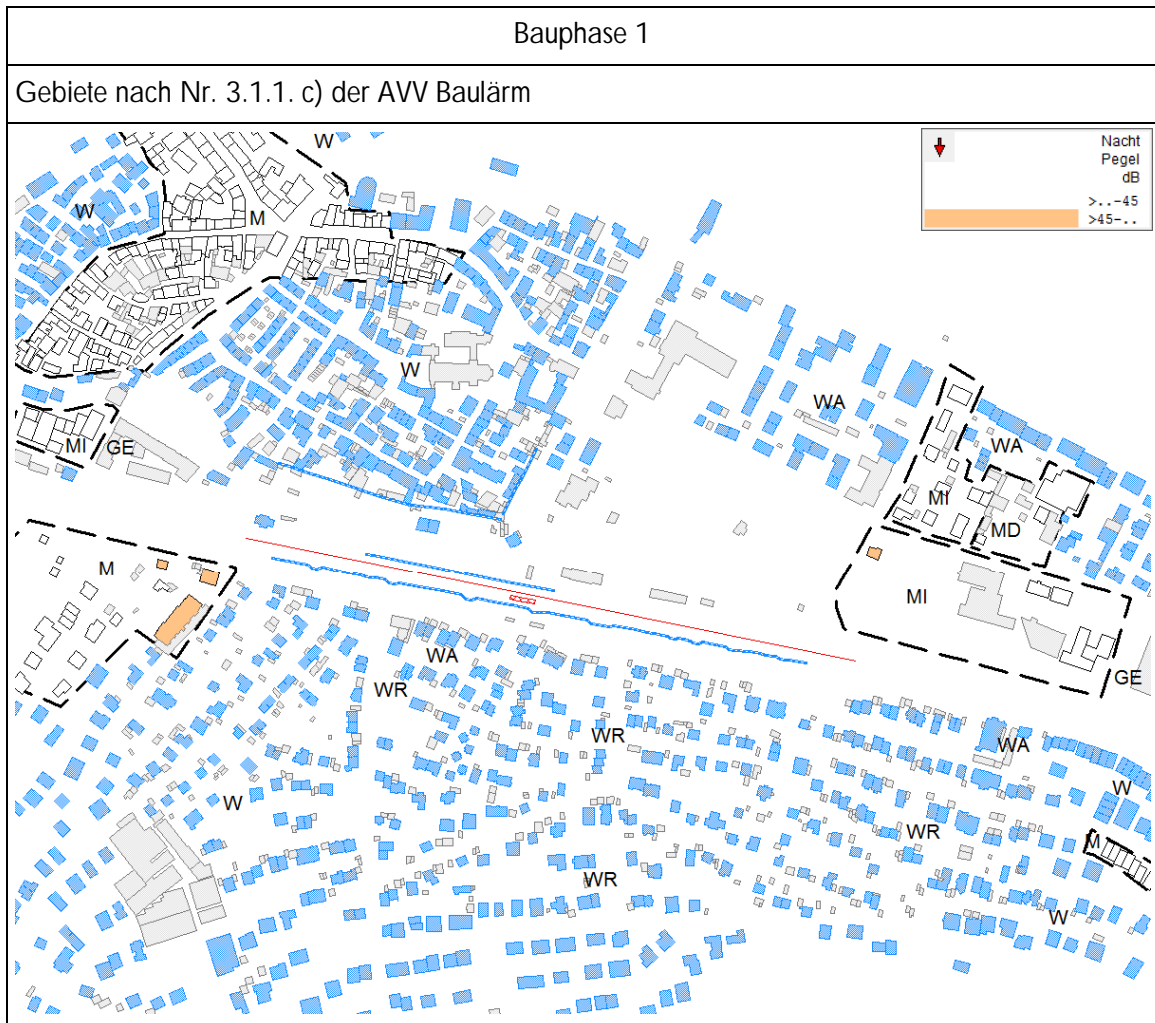 Bauphase 1
Gebiete nach Nr. 3.1.1. c) der AVV Baulärm
Nacht
Pegel
dB
>..-45
>45-..
W
W
M
W
WA
WA
MI
GE
MI
MD
M
MI
GE
WA
WR
WR
WA
W
W
WR
M
WR
W